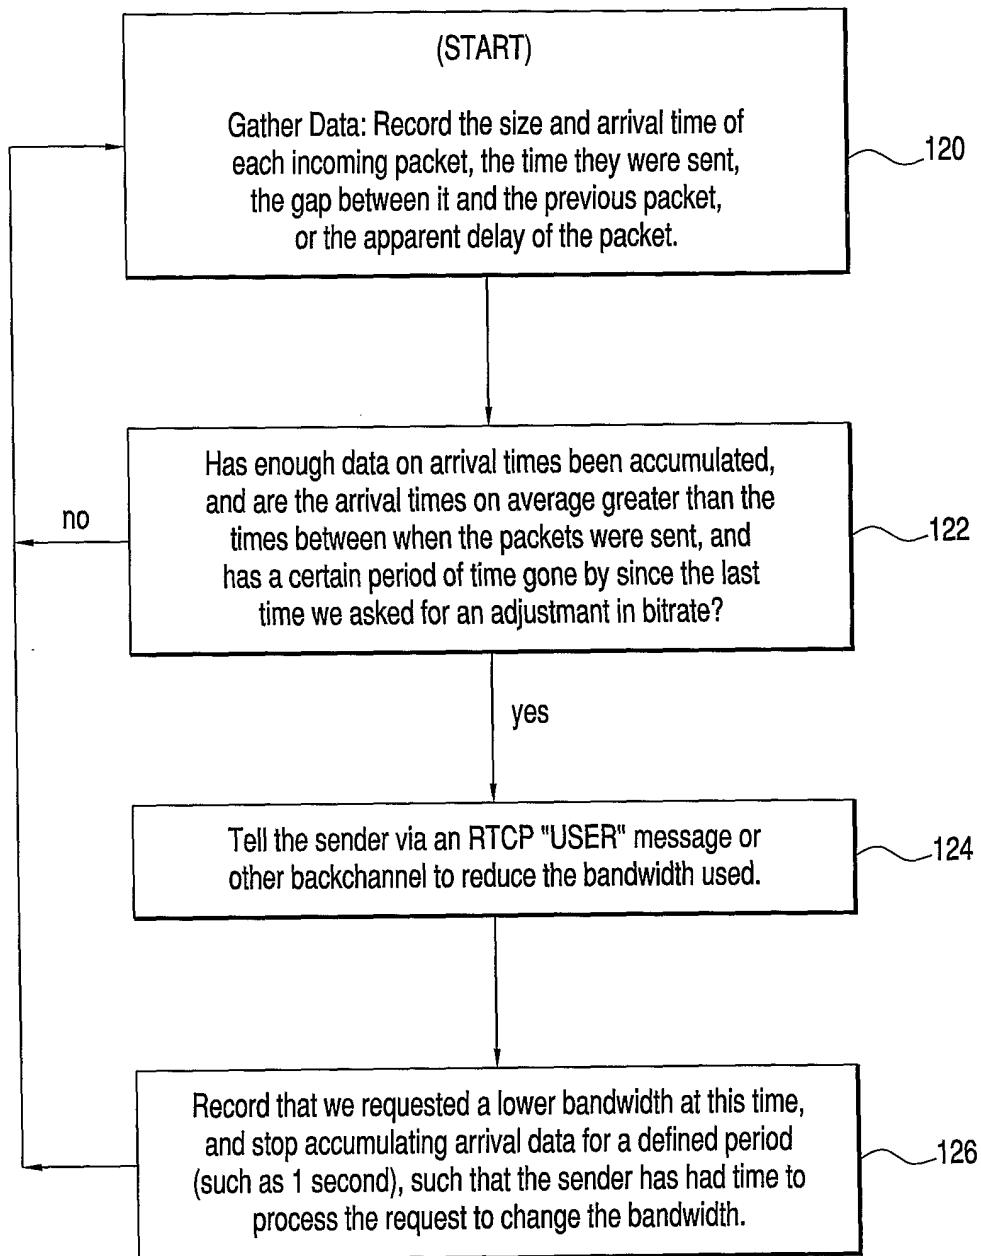 (START)
Gather Data: Record the size and arrival time of
each incoming packet, the time they were sent,
the gap between it and the previous packet,
or the apparent delay of the packet.
120
Has enough data on arrival times been accumulated,
and are the arrival times on average greater than the
times between when the packets were sent, and
has a certain period of time gone by since the last
time we asked for an adjustmant in bitrate?
122
no
yes
Tell the sender via an RTCP "USER" message or
other backchannel to reduce the bandwidth used.
124
Record that we requested a lower bandwidth at this time,
and stop accumulating arrival data for a defined period
(such as 1 second), such that the sender has had time to
process the request to change the bandwidth.
126